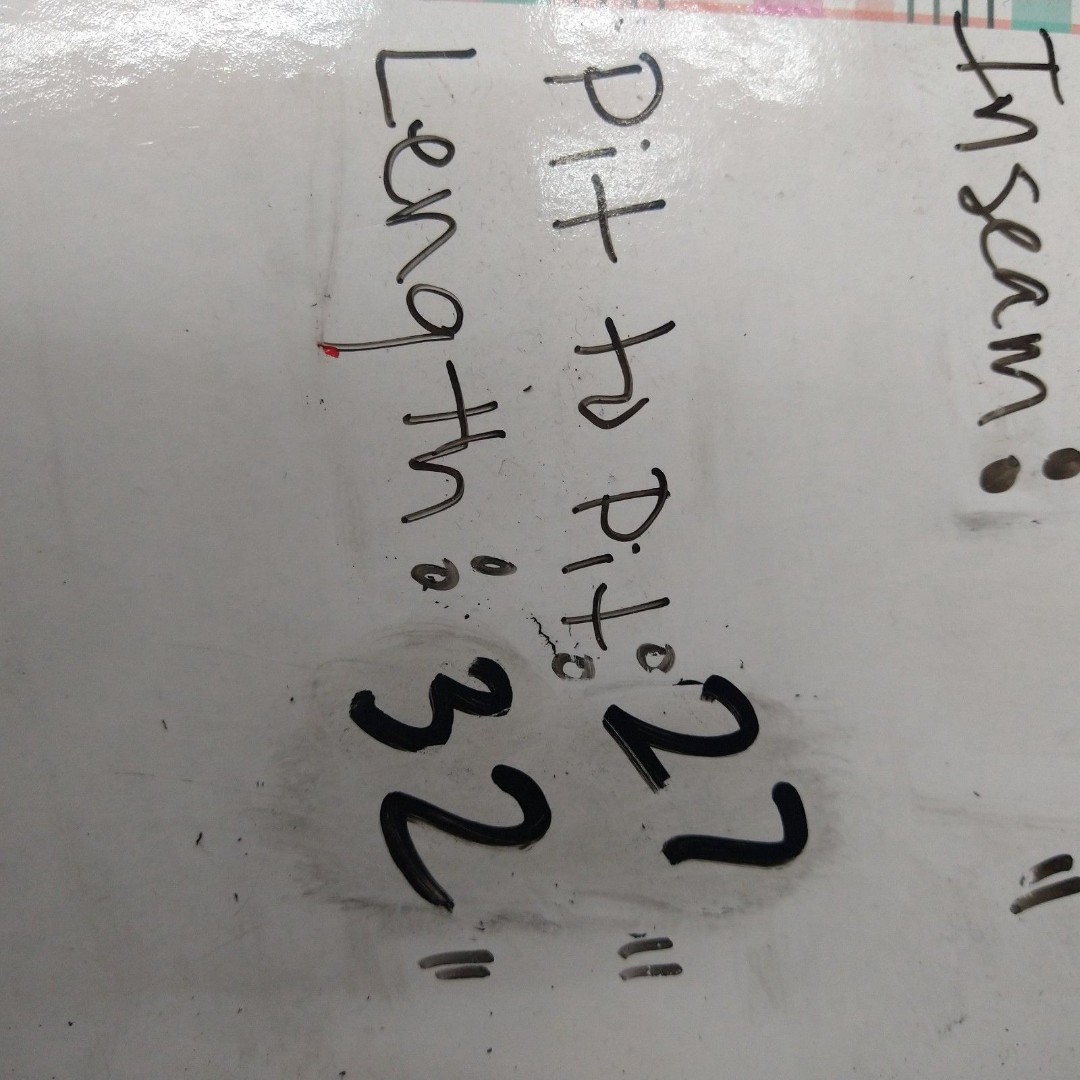 Inseam: "
Pit to Pit: 27"
Length: 32"